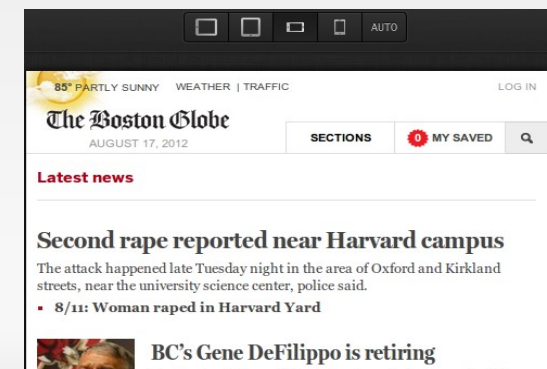 AUTO
85° PARTLY SUNNY WEATHER | TRAFFIC LOG IN
The Boston Globe
AUGUST 17, 2012
SECTIONS 0 MY SAVED
Latest news
Second rape reported near Harvard campus
The attack happened late Tuesday night in the area of Oxford and Kirkland
streets, near the university science center, police said.
8/11: Woman raped in Harvard Yard
BC's Gene DeFilippo is retiring